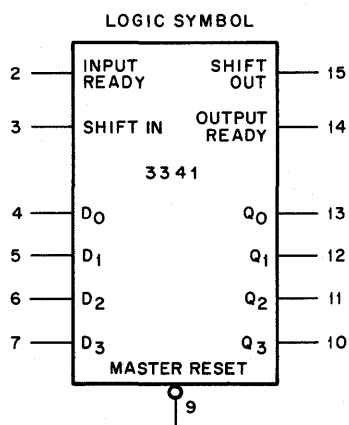 LOGIC SYMBOL
2 INPUT READY SHIFT OUT 15
3 SHIFT IN OUTPUT READY 14
3341
4 D0 Q0 13
5 D1 Q1 12
6 D2 Q2 11
7 D3 Q3 10
MASTER RESET
9